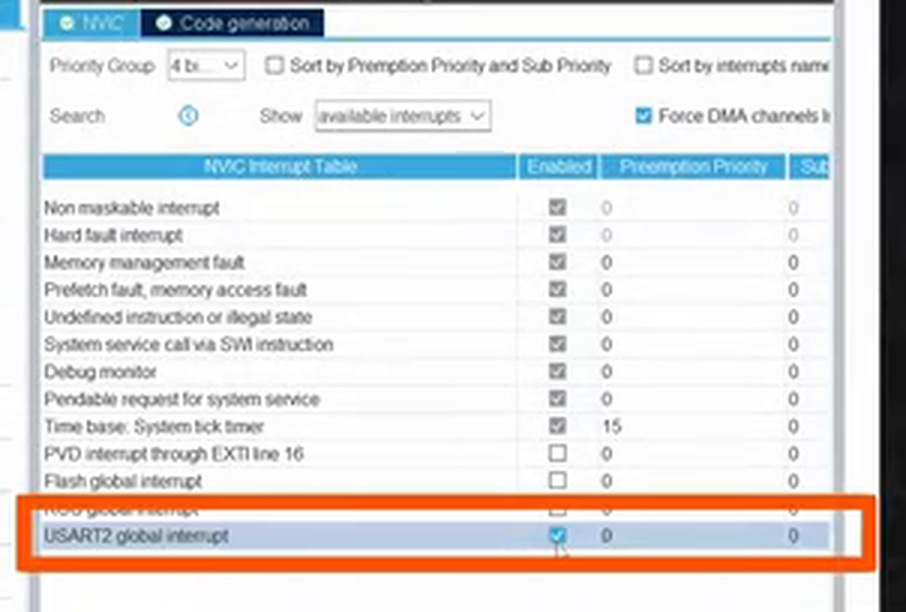 NVIC Code generation
Priority Group 4 bi... Sort by Premption Priority and Sub Priority Sort by interrupts name
Search Show available interrupts Force DMA channels I
NVIC Interrupt Table Enabled Preemption Priority Sub
Non maskable interrupt 0 0
Hard fault interrupt 0 0
Memory management fault 0 0
Prefetch fault, memory access fault 0 0
Undefined instruction or illegal state 0 0
System service call via SWI instruction 0 0
Debug monitor 0 0
Pendable request for system service 0 0
Time base: System tick timer 15 0
PVD interrupt through EXTI line 16 0 0
Flash global interrupt 0 0
RCC global interrupt 0 0
USART2 global interrupt 0 0